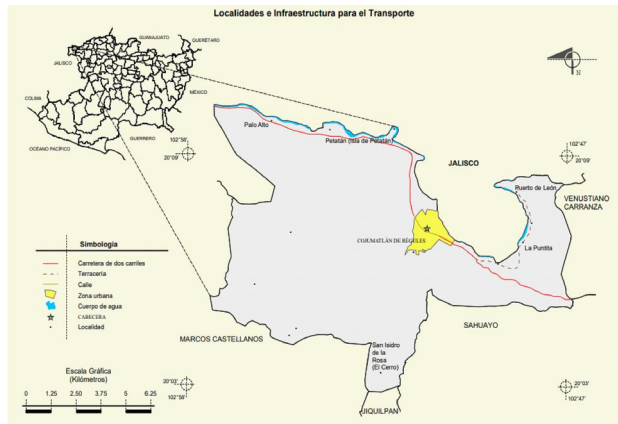 Localidades e Infraestructura para el Transporte
GUANAJUATO
QUERÉTARO
JALISCO
MÉXICO
COLIMA
GUERRERO
OCÉANO PACÍFICO
N
102°58'
20°09'
102°47'
20°09'
Palo Alto
Petatán (Isla de Petatán)
JALISCO
Puerto de León
VENUSTIANO
CARRANZA
COJUMATLÁN DE RÉGULES
La Puntita
Simbología
Carretera de dos carriles
Terracería
Calle
Zona urbana
Cuerpo de agua
CABECERA
Localidad
MARCOS CASTELLANOS
SAHUAYO
San Isidro
de la
Rosa
(El Cerro)
JIQUILPAN
Escala Gráfica
(Kilómetros)
0 1.25 2.50 3.75 5 6.25
20°03'
102°58'
20°03'
102°47'